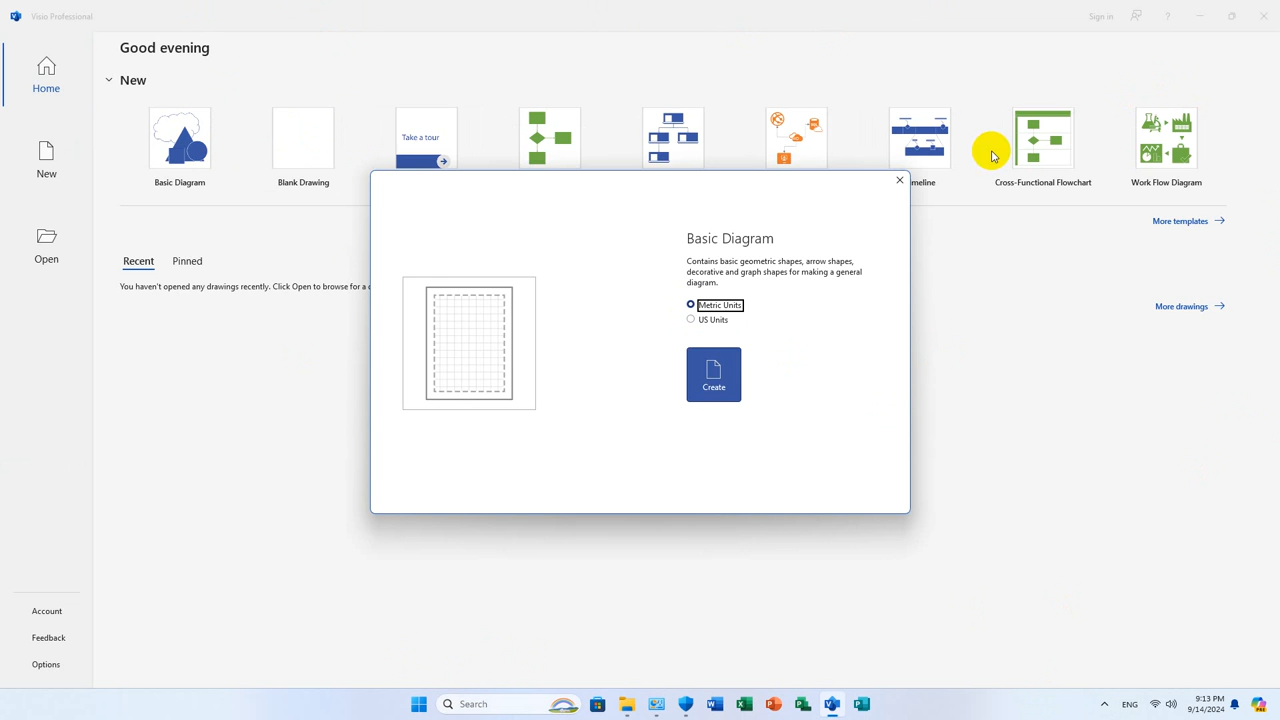 Visio Professional
Sign in
?
Good evening
Home
New
Take a tour
Basic Diagram
Blank Drawing
Cross-Functional Flowchart
Work Flow Diagram
New
More templates
Open
Recent
Pinned
You haven't opened any drawings recently. Click Open to browse for a
More drawings
Basic Diagram
Contains basic geometric shapes, arrow shapes,
decorative and graph shapes for making a general
diagram.
Metric Units
US Units
Create
Account
Feedback
Options
Search
ENG
9:13 PM
9/14/2024